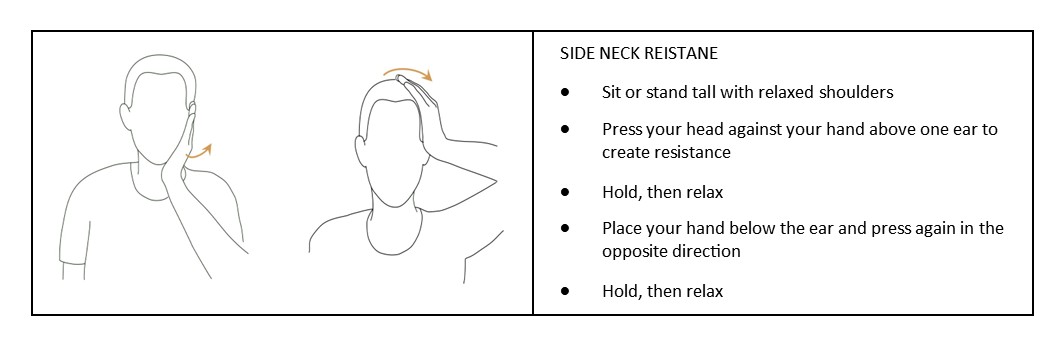 SIDE NECK REISTANE
● Sit or stand tall with relaxed shoulders
● Press your head against your hand above one ear to
create resistance
● Hold, then relax
● Place your hand below the ear and press again in the
opposite direction
● Hold, then relax